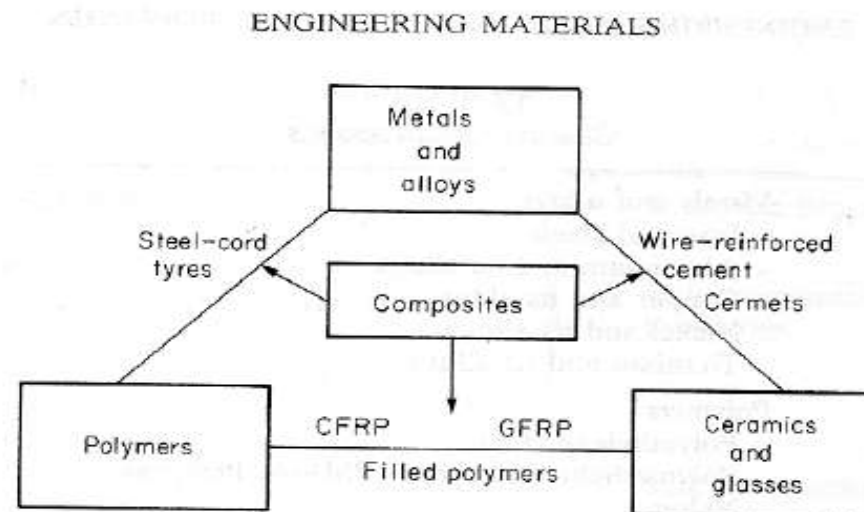 ENGINEERING MATERIALS
Metals
and
alloys
Steel-cord
tyres
Wire-reinforced
cement
Composites
Cermets
Polymers
CFRP GFRP
Filled polymers
Ceramics
and
glasses